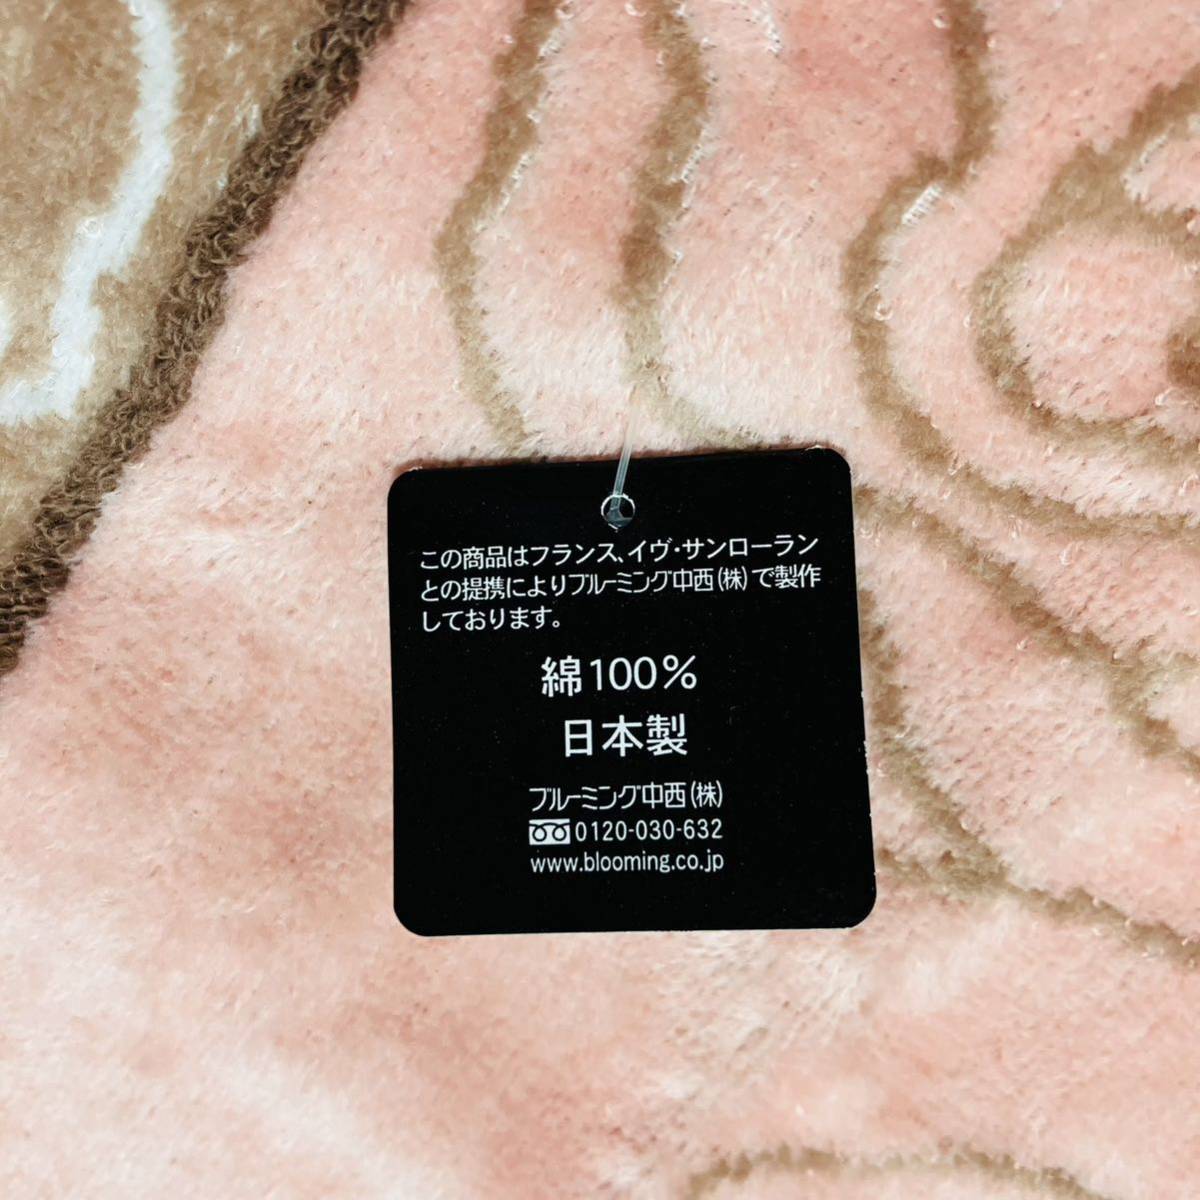 この商品はフランス、イヴ・サンローラン
との提携によりブルーミング中西(株)で製作
しております。
綿100%
日本製
ブルーミング中西(株)
0120-030-632
www.blooming.co.jp